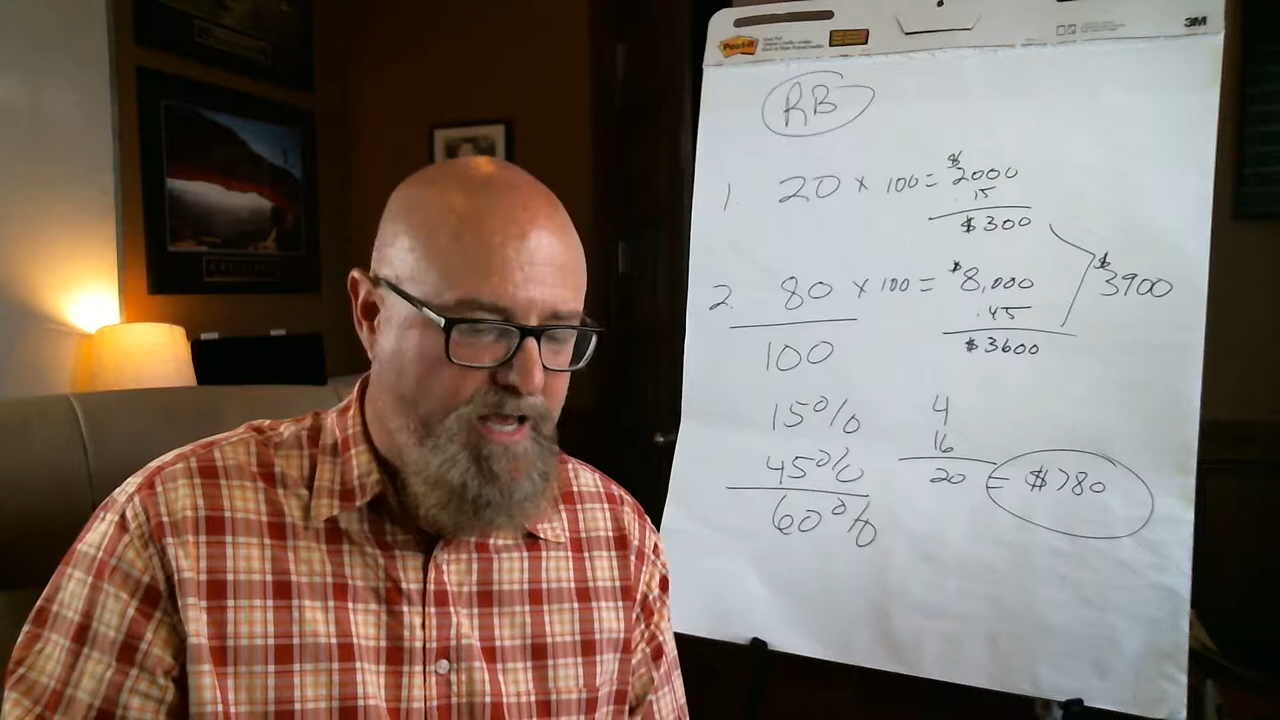 Post-it
3M
RB
1. 20 x 100 = $2000
.15
$300
$3900
2. 80 x 100 = $8,000
.45
100
$3600
15%
4
45%
16
60%
20 = $780